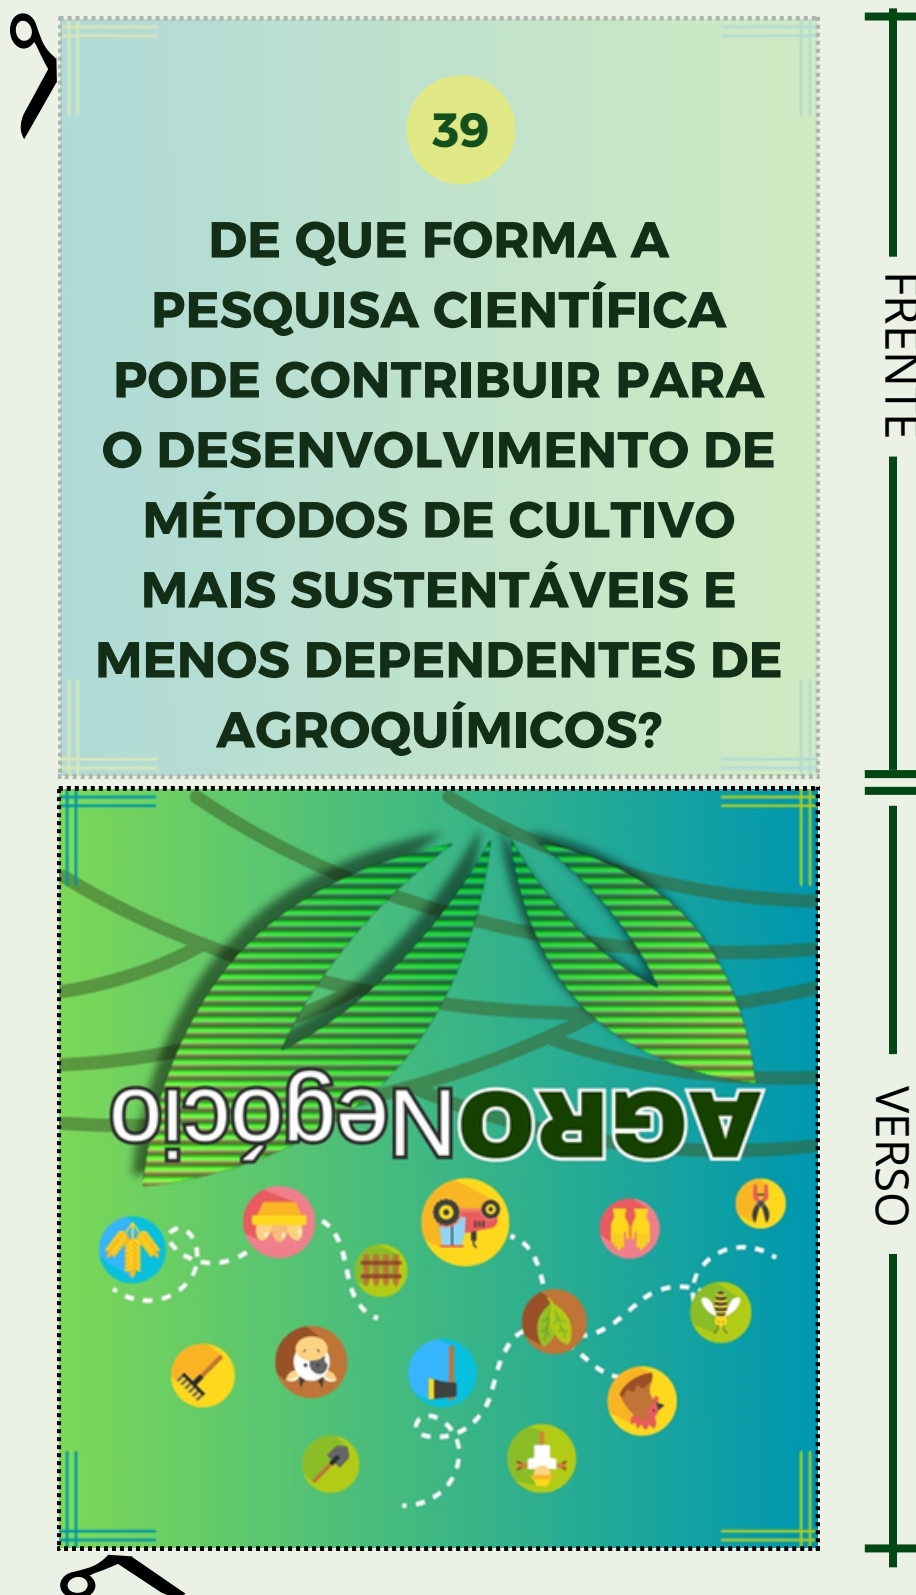 39
DE QUE FORMA A
PESQUISA CIENTÍFICA
PODE CONTRIBUIR PARA
O DESENVOLVIMENTO DE
MÉTODOS DE CULTIVO
MAIS SUSTENTÁVEIS E
MENOS DEPENDENTES DE
AGROQUÍMICOS?
FRENTE
AGRONegócio
VERSO